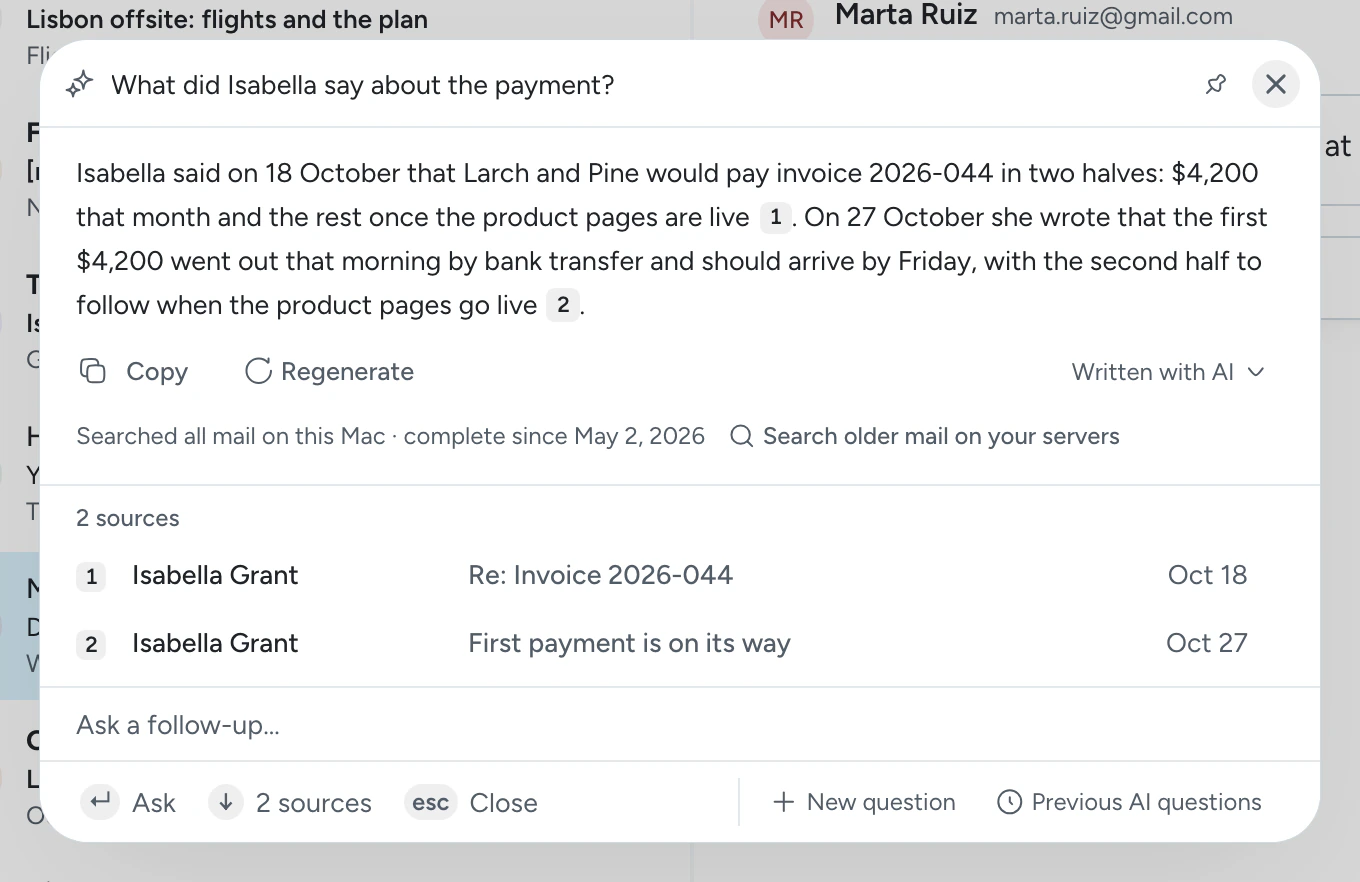 Lisbon offsite: flights and the plan
MR Marta Ruiz marta.ruiz@gmail.com
What did Isabella say about the payment?
at
Isabella said on 18 October that Larch and Pine would pay invoice 2026-044 in two halves: $4,200
that month and the rest once the product pages are live 1. On 27 October she wrote that the first
$4,200 went out that morning by bank transfer and should arrive by Friday, with the second half to
follow when the product pages go live 2.
Copy Regenerate Written with AI
Searched all mail on this Mac · complete since May 2, 2026 Search older mail on your servers
2 sources
1 Isabella Grant Re: Invoice 2026-044 Oct 18
2 Isabella Grant First payment is on its way Oct 27
Ask a follow-up...
Ask 2 sources esc Close New question Previous AI questions